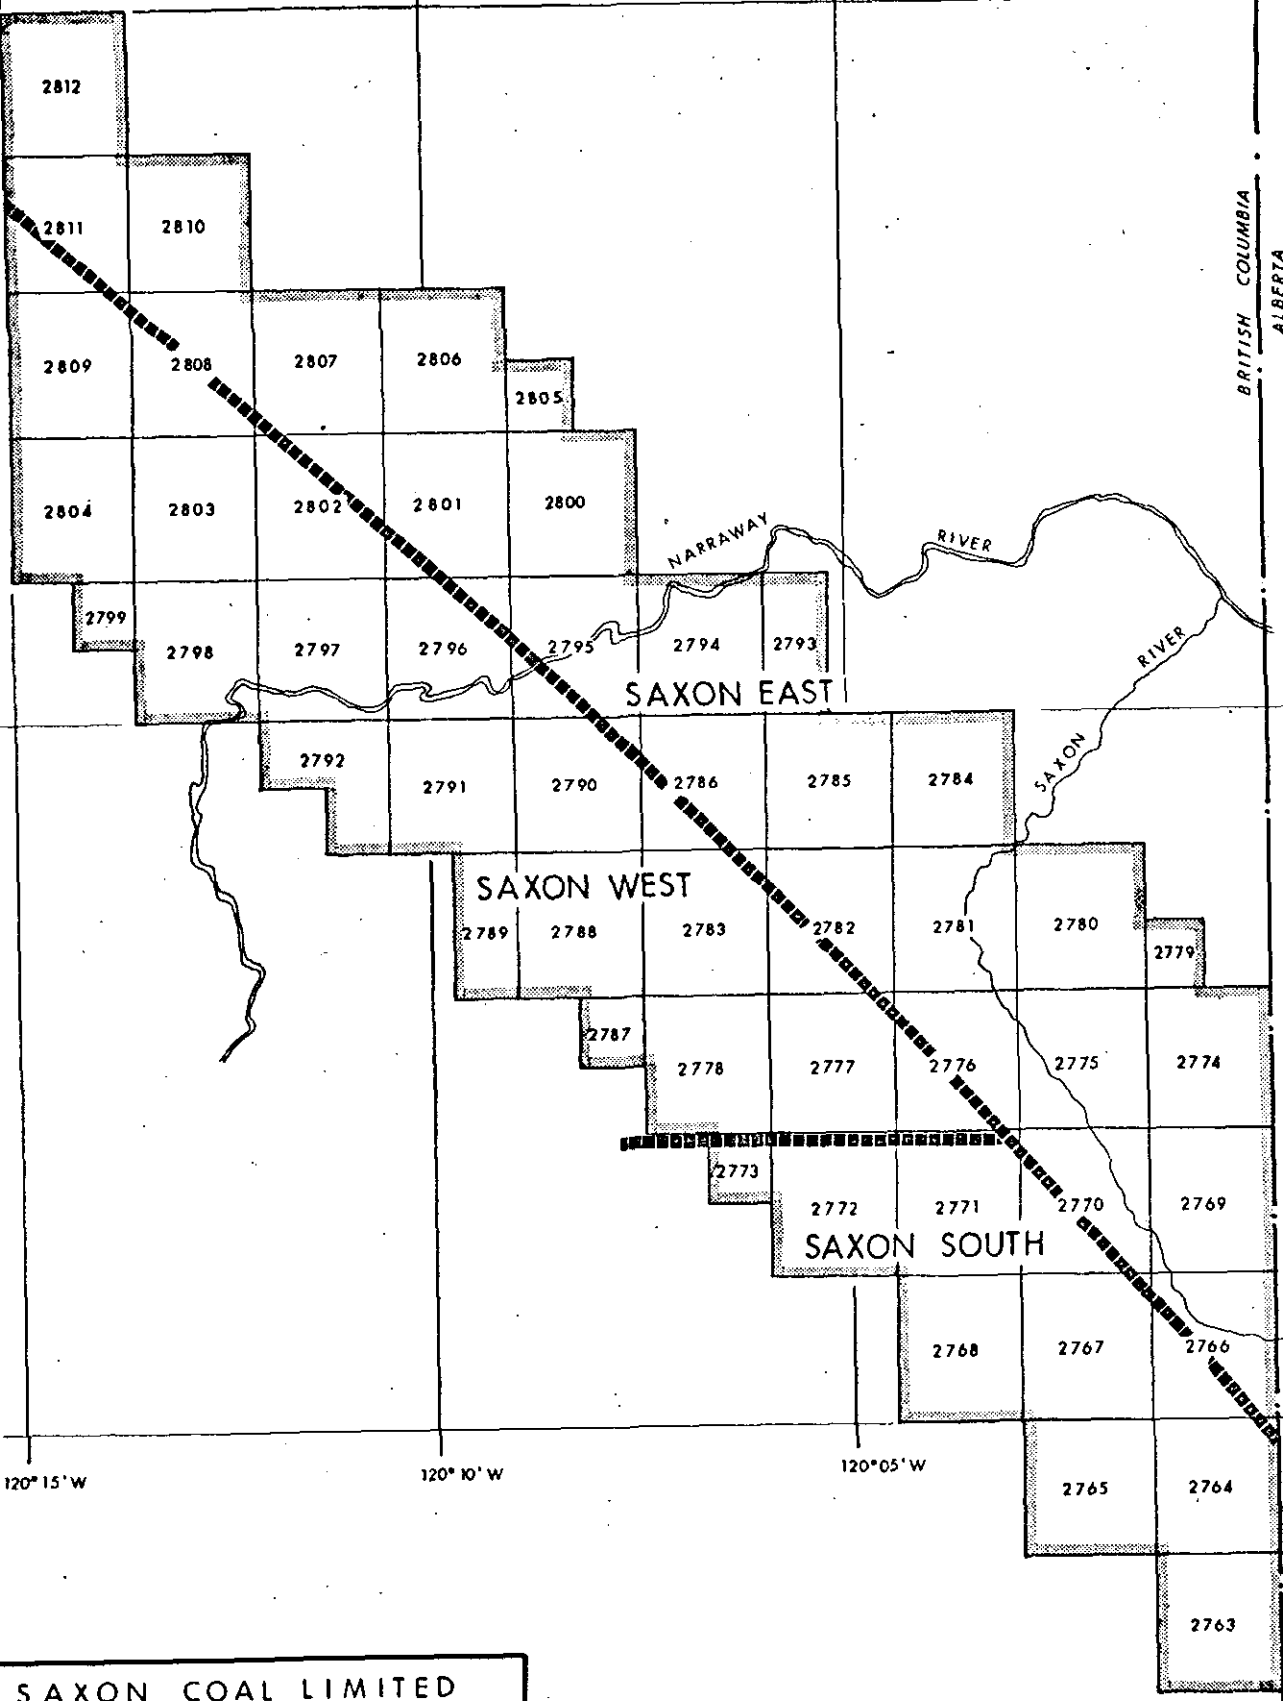 2812
BRITISH COLUMBIA
ALBERTA
2811 2810
2809 2808 2807 2806
2805
2804 2803 2802 2801 2800
NARRAWAY RIVER
2799
2798 2797 2796 2795 2794 2793
SAXON RIVER
SAXON EAST
2792
2791 2790 2786 2785 2784
SAXON WEST
2789 2788 2783 2782 2781 2780
2779
2787
2778 2777 2776 2775 2774
2773
2772 2771 2770 2769
SAXON SOUTH
2768 2767 2766
120°15'W 120°10'W 120°05'W
2765 2764
2763
SAXON COAL LIMITED